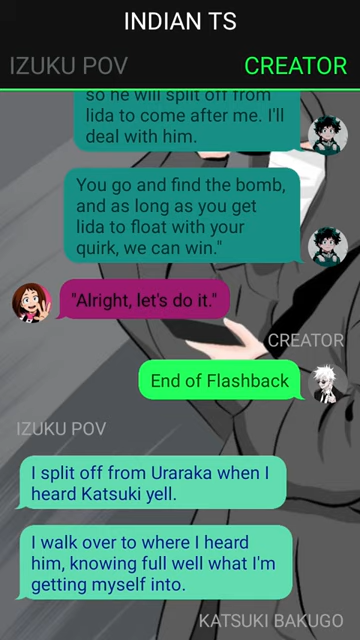 INDIAN TS
IZUKU POV
CREATOR
so he will split off from
Iida to come after me. I'll
deal with him.
You go and find the bomb,
and as long as you get
Iida to float with your
quirk, we can win."
"Alright, let's do it."
CREATOR
End of Flashback
IZUKU POV
I split off from Uraraka when I
heard Katsuki yell.
I walk over to where I heard
him, knowing full well what I'm
getting myself into.
KATSUKI BAKUGO